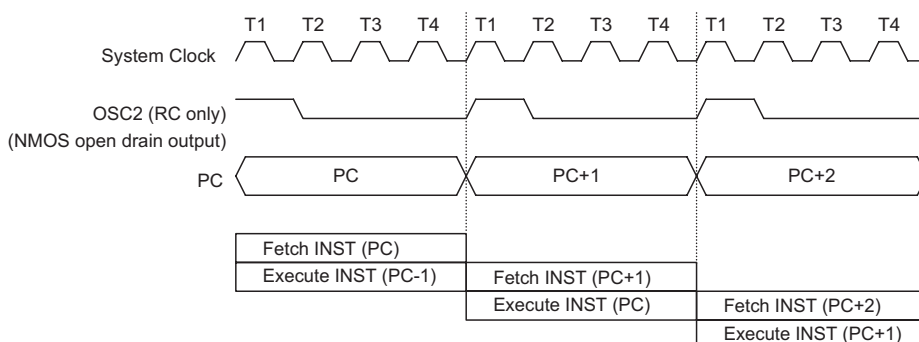 T1 T2 T3 T4 T1 T2 T3 T4 T1 T2 T3 T4
System Clock
OSC2 (RC only)
(NMOS open drain output)
PC PC PC+1 PC+2
Fetch INST (PC)
Execute INST (PC-1) Fetch INST (PC+1)
Execute INST (PC) Fetch INST (PC+2)
Execute INST (PC+1)